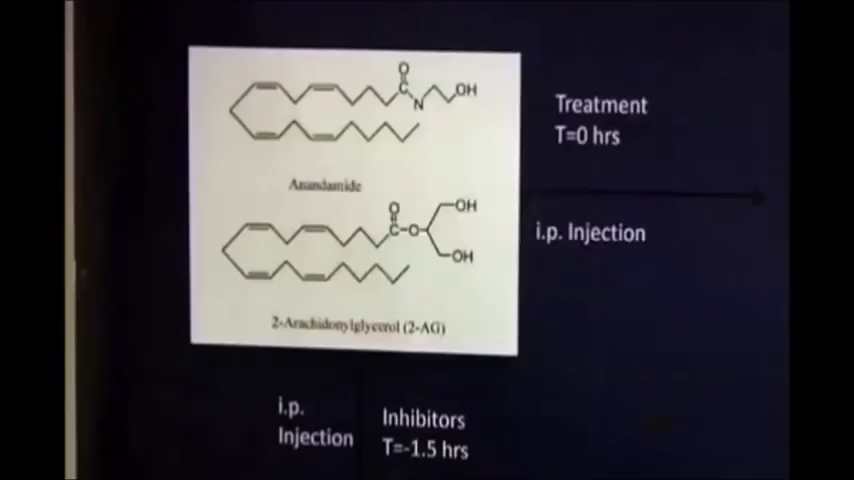 O
C
N
OH
Anandamide
O
C-O
OH
OH
2-Arachidonylglycerol (2-AG)
Treatment
T=0 hrs
i.p. Injection
i.p.
Injection
Inhibitors
T=-1.5 hrs